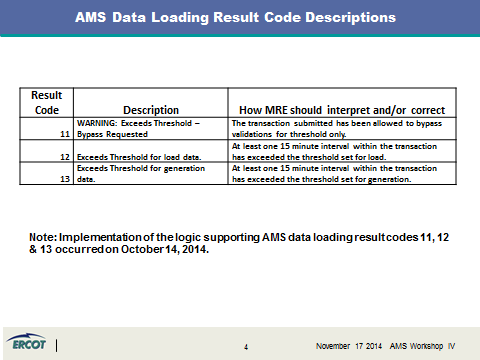 AMS Data Loading Result Code Descriptions
Result
Code
Description
How MRE should interpret and/or correct
11
WARNING: Exceeds Threshold –
Bypass Requested
The transaction submitted has been allowed to bypass
validations for threshold only.
12
Exceeds Threshold for load data.
At least one 15 minute interval within the transaction
has exceeded the threshold set for load.
13
Exceeds Threshold for generation
data.
At least one 15 minute interval within the transaction
has exceeded the threshold set for generation.
Note: Implementation of the logic supporting AMS data loading result codes 11, 12
& 13 occurred on October 14, 2014.
ERCOT
4
November 17 2014 AMS Workshop IV